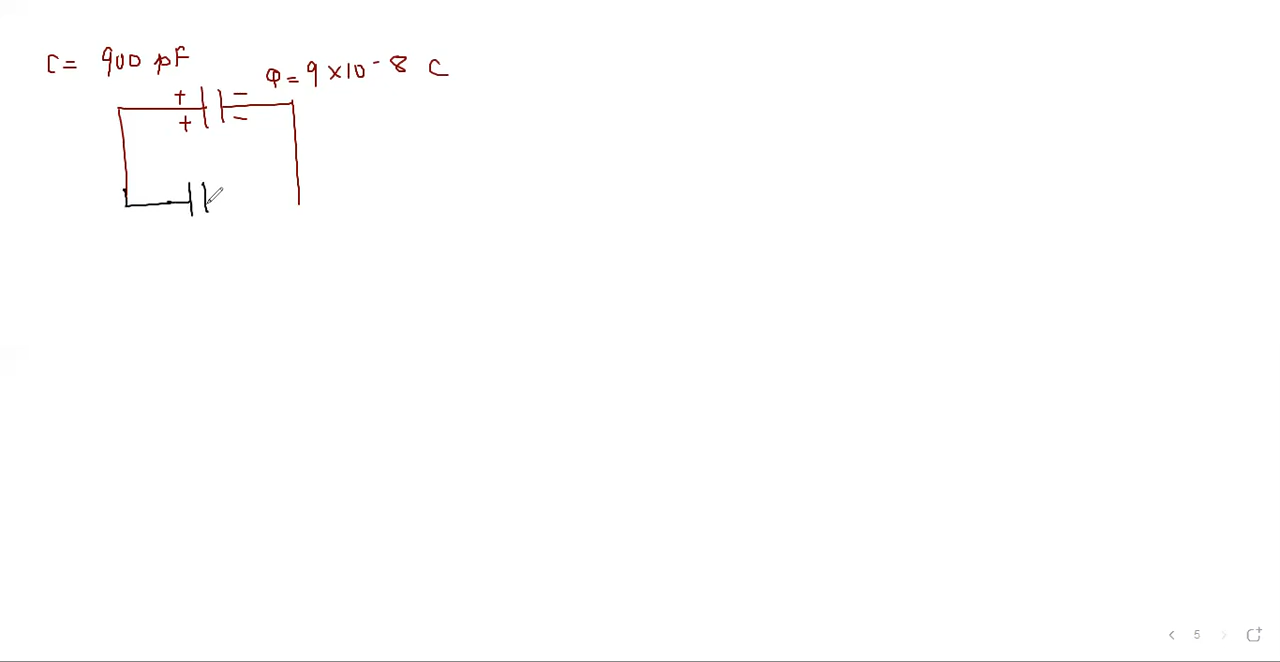 C = 900 pF
Q = 9 × 10⁻⁸ C
+ −
+ −
5